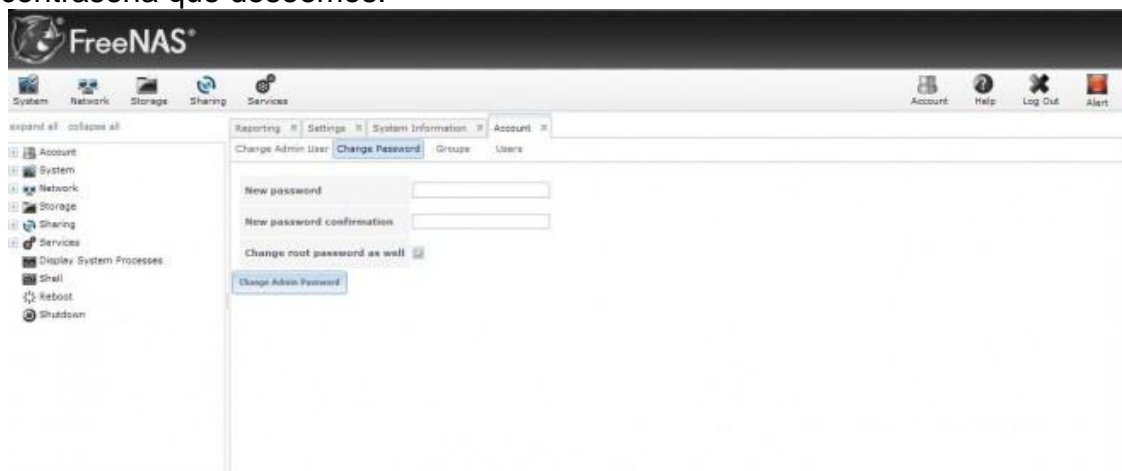 contraseña que deseemos.
FreeNAS®
System Network Storage Sharing Services Account Help Log Out Alert
expand all collapse all
Reporting Settings System Information Account
Change Admin User Change Password Groups Users
Account
System
Network
Storage
Sharing
Services
Display System Processes
Shell
Reboot
Shutdown
New password
New password confirmation
Change root password as well
Change Admin Password